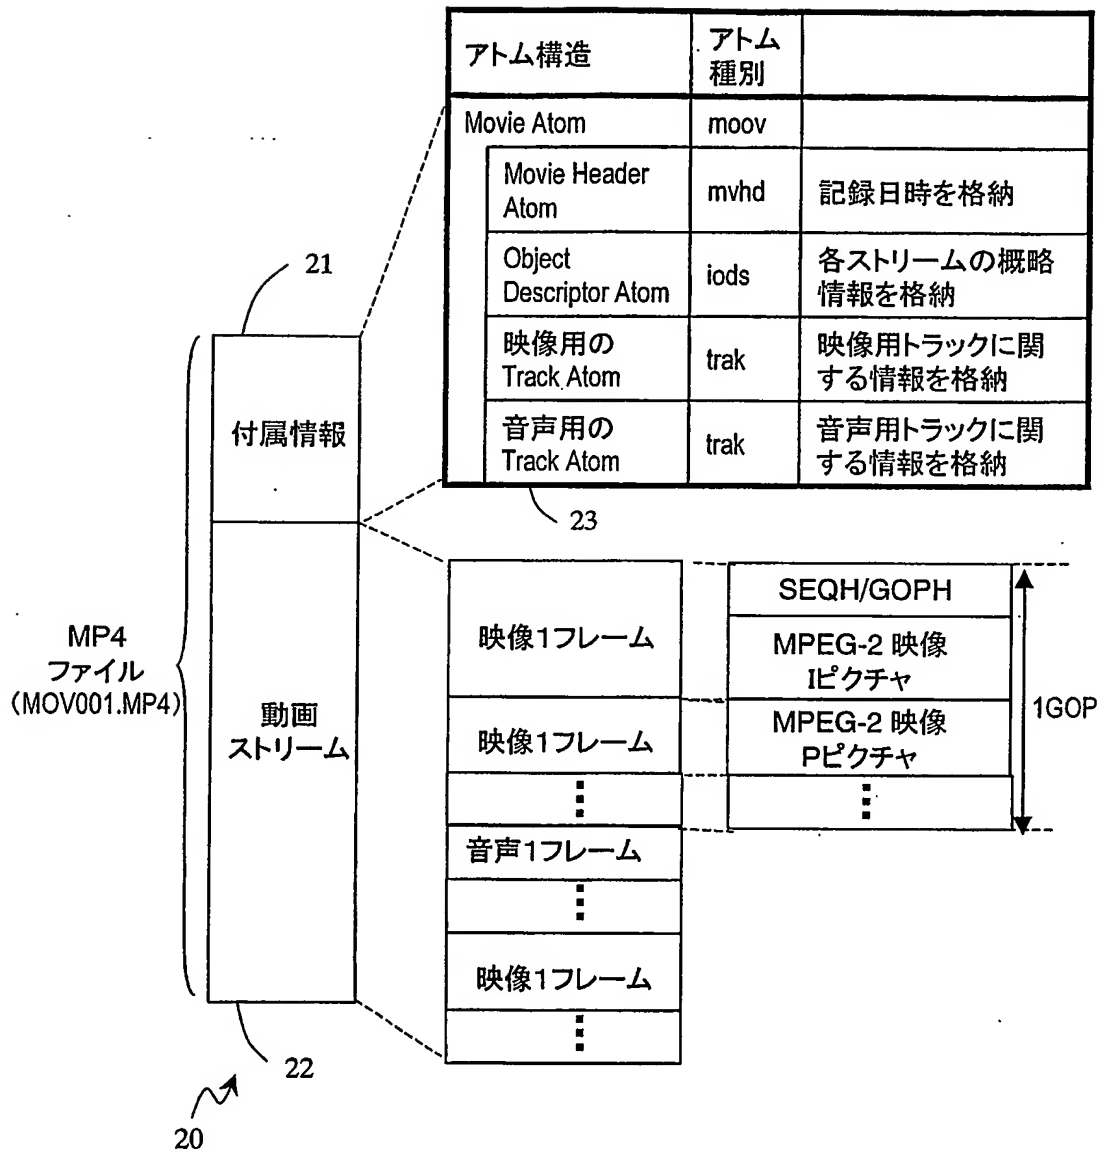 アトム構造
アトム
種別
Movie Atom
moov
Movie Header
Atom
mvhd
記録日時を格納
Object
Descriptor Atom
iods
各ストリームの概略
情報を格納
映像用の
Track Atom
trak
映像用トラックに関
する情報を格納
音声用の
Track Atom
trak
音声用トラックに関
する情報を格納
21
付属情報
23
MP4
ファイル
(MOV001.MP4)
動画
ストリーム
映像1フレーム
映像1フレーム
音声1フレーム
映像1フレーム
SEQH/GOPH
MPEG-2 映像
Iピクチャ
MPEG-2 映像
Pピクチャ
1GOP
22
20